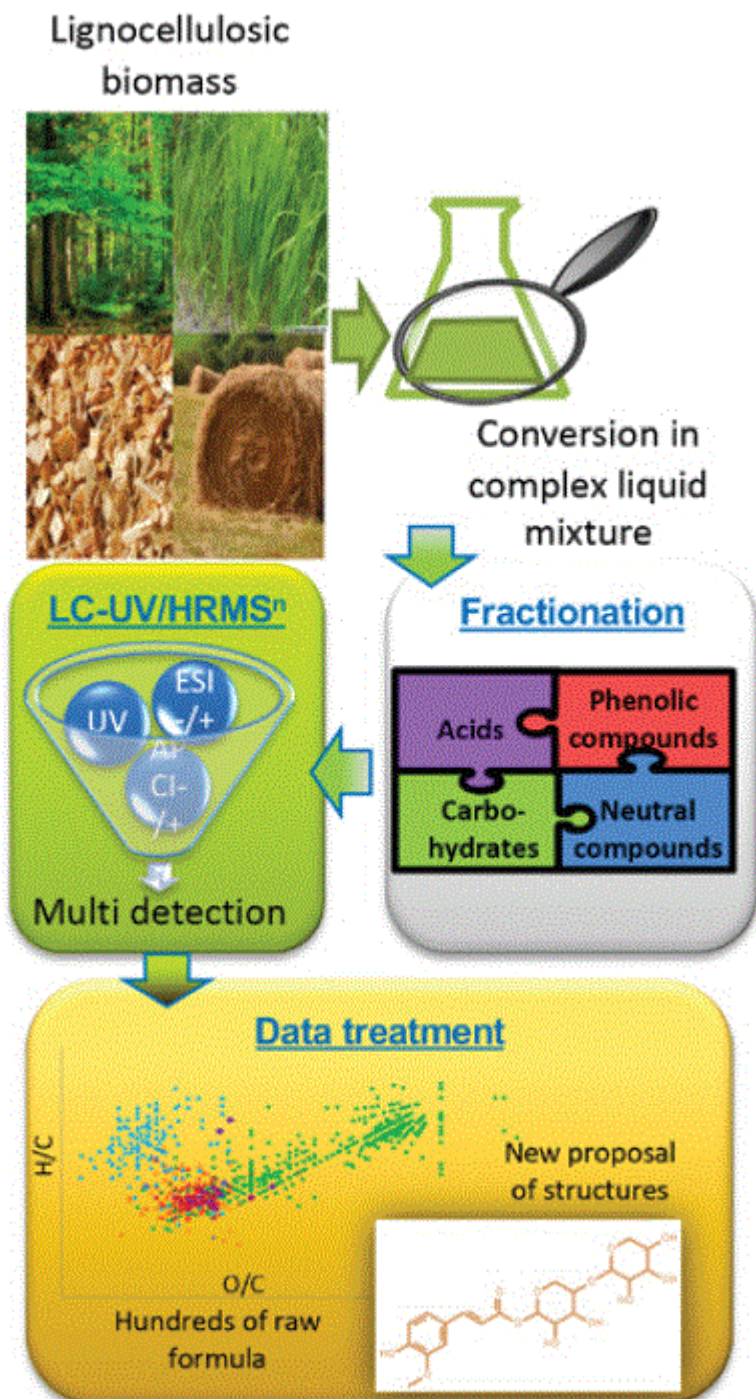 Lignocellulosic
biomass
Conversion in
complex liquid
mixture
Fractionation
Acids
Phenolic
compounds
Carbo-
hydrates
Neutral
compounds
LC-UV/HRMSⁿ
UV
ESI
-/+
AP
CI-
/+
Multi detection
Data treatment
H/C
O/C
Hundreds of raw
formula
New proposal
of structures